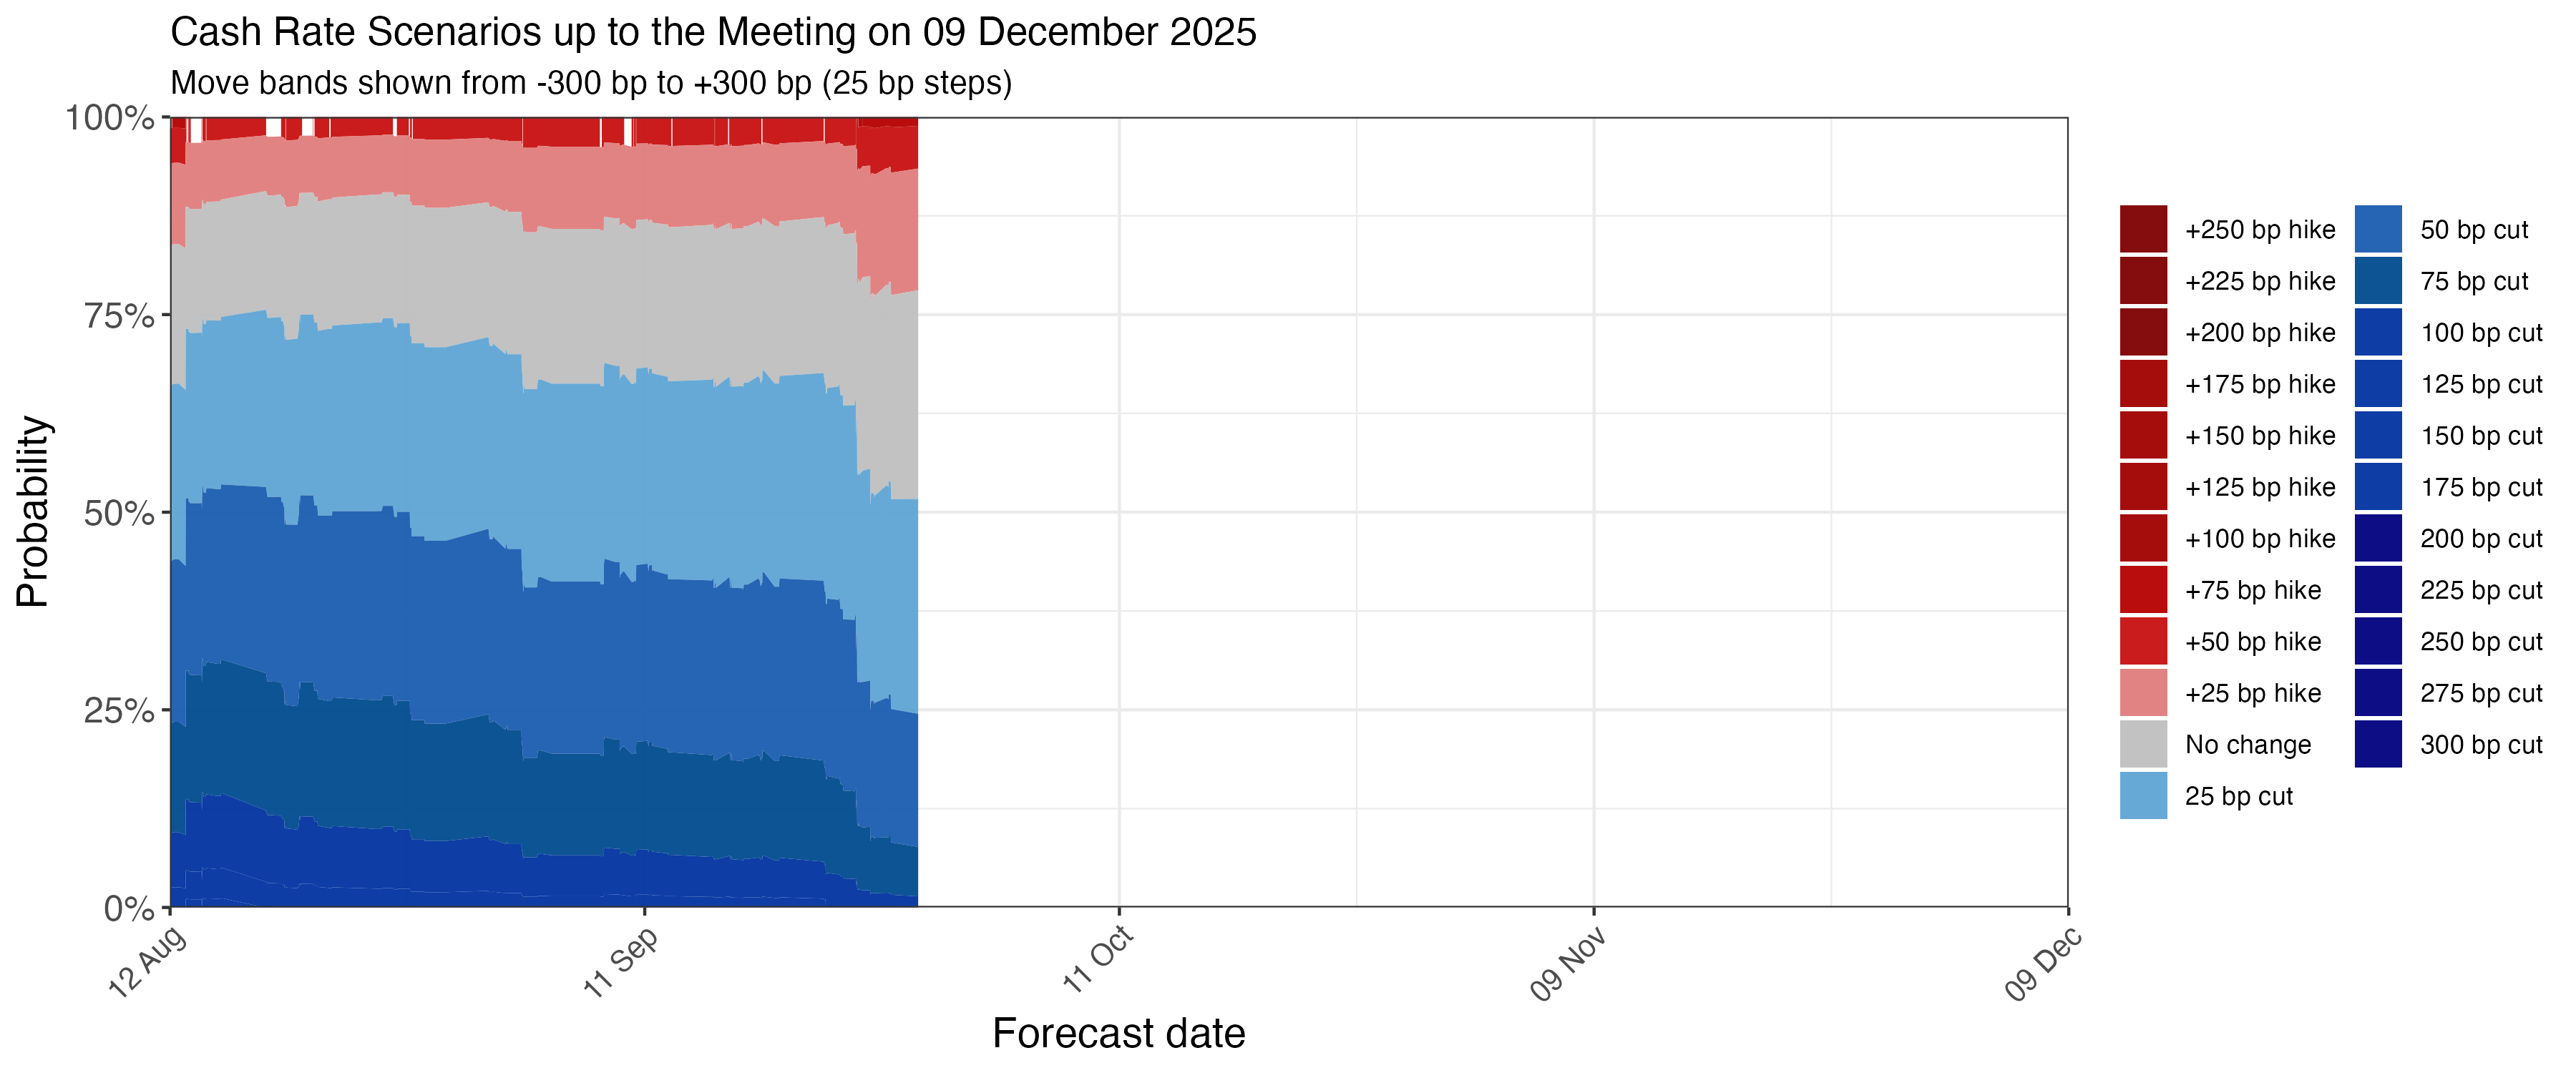 Cash Rate Scenarios up to the Meeting on 09 December 2025
Move bands shown from -300 bp to +300 bp (25 bp steps)
Probability
100%
75%
50%
25%
0%
12 Aug
11 Sep
11 Oct
09 Nov
09 Dec
Forecast date
+250 bp hike
+225 bp hike
+200 bp hike
+175 bp hike
+150 bp hike
+125 bp hike
+100 bp hike
+75 bp hike
+50 bp hike
+25 bp hike
No change
25 bp cut
50 bp cut
75 bp cut
100 bp cut
125 bp cut
150 bp cut
175 bp cut
200 bp cut
225 bp cut
250 bp cut
275 bp cut
300 bp cut